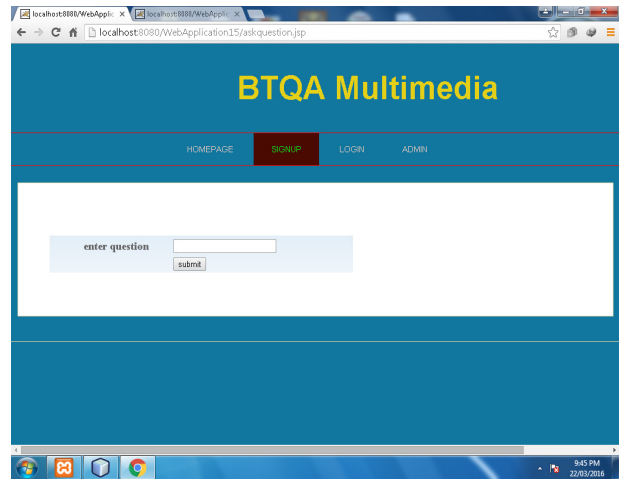 localhost:8080/WebApplic
localhost:8080/WebApplic
localhost:8080/WebApplication15/askquestion.jsp
BTQA Multimedia
HOMEPAGE SIGNUP LOGIN ADMIN
enter question
submit
9:45 PM
22/03/2016